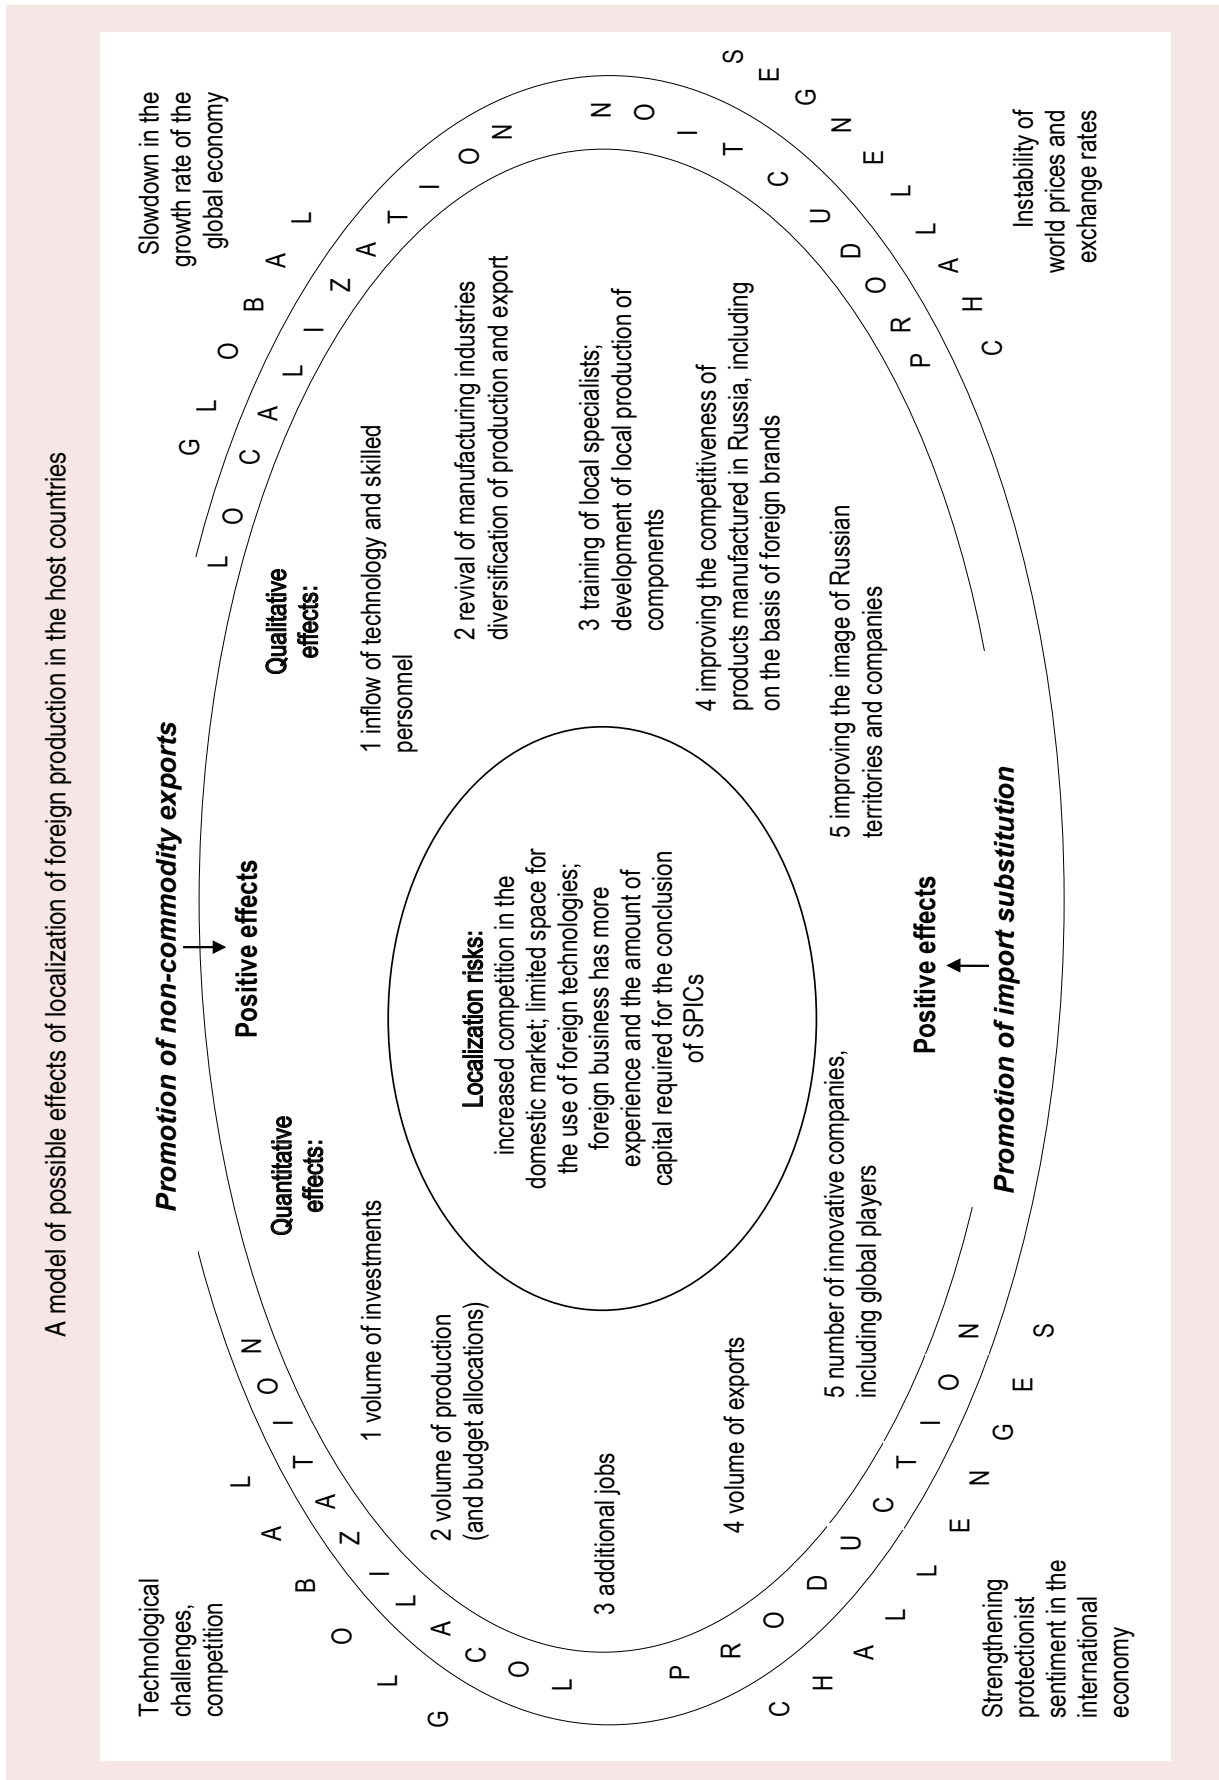 A model of possible effects of localization of foreign production in the host countries
Technological
challenges,
competition
Slowdown in the
growth rate of the
global economy
GLOBAL
GLOBAL
LOCALIZATION
LOCALIZATION
Promotion of non-commodity exports
Positive effects
Quantitative
effects:
1 volume of investments
2 volume of production
(and budget allocations)
3 additional jobs
4 volume of exports
5 number of innovative companies,
including global players
Localization risks:
increased competition in the
domestic market; limited space for
the use of foreign technologies;
foreign business has more
experience and the amount of
capital required for the conclusion
of SPICs
Qualitative
effects:
1 inflow of technology and skilled
personnel
2 revival of manufacturing industries
diversification of production and export
3 training of local specialists;
development of local production of
components
4 improving the competitiveness of
products manufactured in Russia, including
on the basis of foreign brands
5 improving the image of Russian
territories and companies
Positive effects
Promotion of import substitution
PRODUCTION
PRODUCTION
CHALLENGES
CHALLENGES
Strengthening
protectionist
sentiment in the
international
economy
Instability of
world prices and
exchange rates